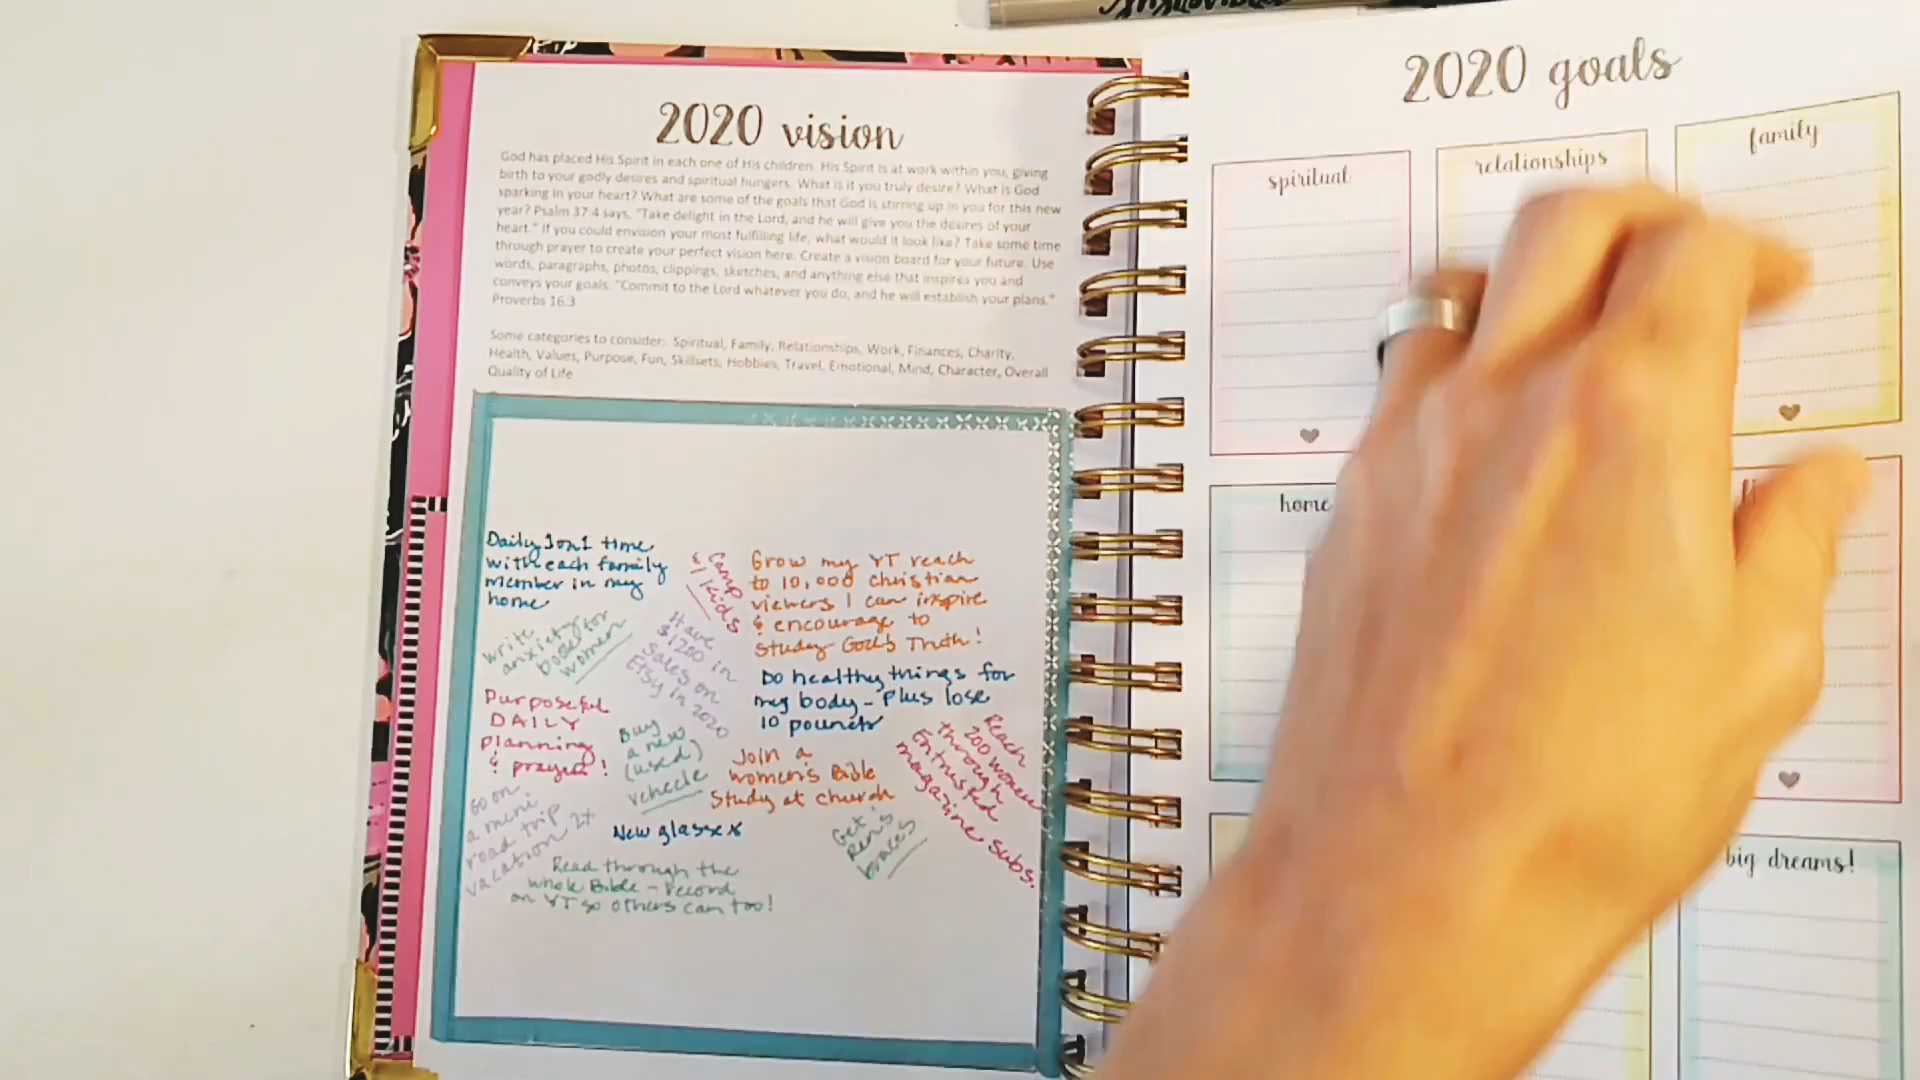 2020 vision
God has placed His Spirit in each one of His children. His Spirit is at work within you, giving
birth to your godly desires and spiritual hungers. What is it you truly desire? What is God
sparking in your heart? What are some of the goals that God is stirring up in you for this new
year? Psalm 37:4 says, "Take delight in the Lord, and he will give you the desires of your
heart." If you could envision your most fulfilling life, what would it look like? Take some time
through prayer to create your perfect vision here. Create a vision board for your future. Use
words, paragraphs, photos, clippings, sketches, and anything else that inspires you and
conveys your goals. "Commit to the Lord whatever you do, and he will establish your plans."
Proverbs 16:3
Some categories to consider: Spiritual, Family, Relationships, Work, Finances, Charity,
Health, Values, Purpose, Fun, Skillsets, Hobbies, Travel, Emotional, Mind, Character, Overall
Quality of Life
Daily 1on1 time
with each family
member in my
home
Camp
w/ Kids
Grow my YT reach
to 10,000 christian
viewers I can inspire
& encourage to
study God's Truth!
write
anxiety
book for
women
Have
$1200 in
sales on
Etsy in 2020
Do healthy things for
my body - plus lose
10 pounds
Purposeful
DAILY
planning
& prayer!
Buy
a new
(used)
vehecle
Join a
women's Bible
Study at church
Reach
200 women
through
Entrusted
magazine subs.
Go on
a mini
road trip
vacation 2x
New glasses
Get
Ren's
braces
Read through the
whole Bible - record
on YT so others can too!
2020 goals
spiritual
relationships
family
home
big dreams!